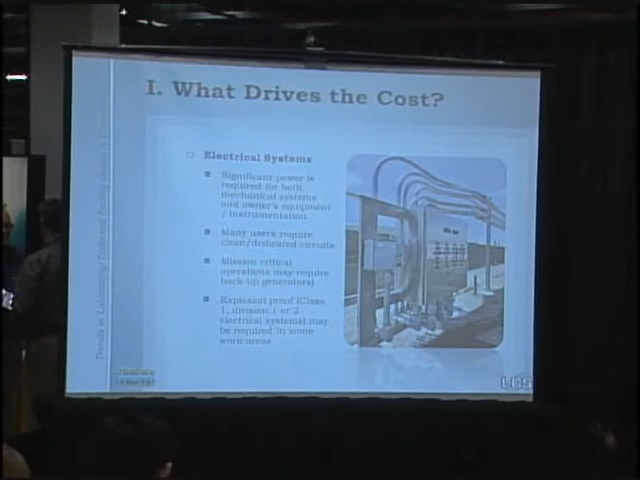 I. What Drives the Cost?
Electrical Systems
Significant power is
required for both
mechanical systems
and owner's equipment
/ instrumentation
Many users require
clean/dedicated circuits
Mission critical
operations may require
back-up generators)
Explosion proof (Class
1, division 1 or 2
electrical systems) may
be required in some
work areas